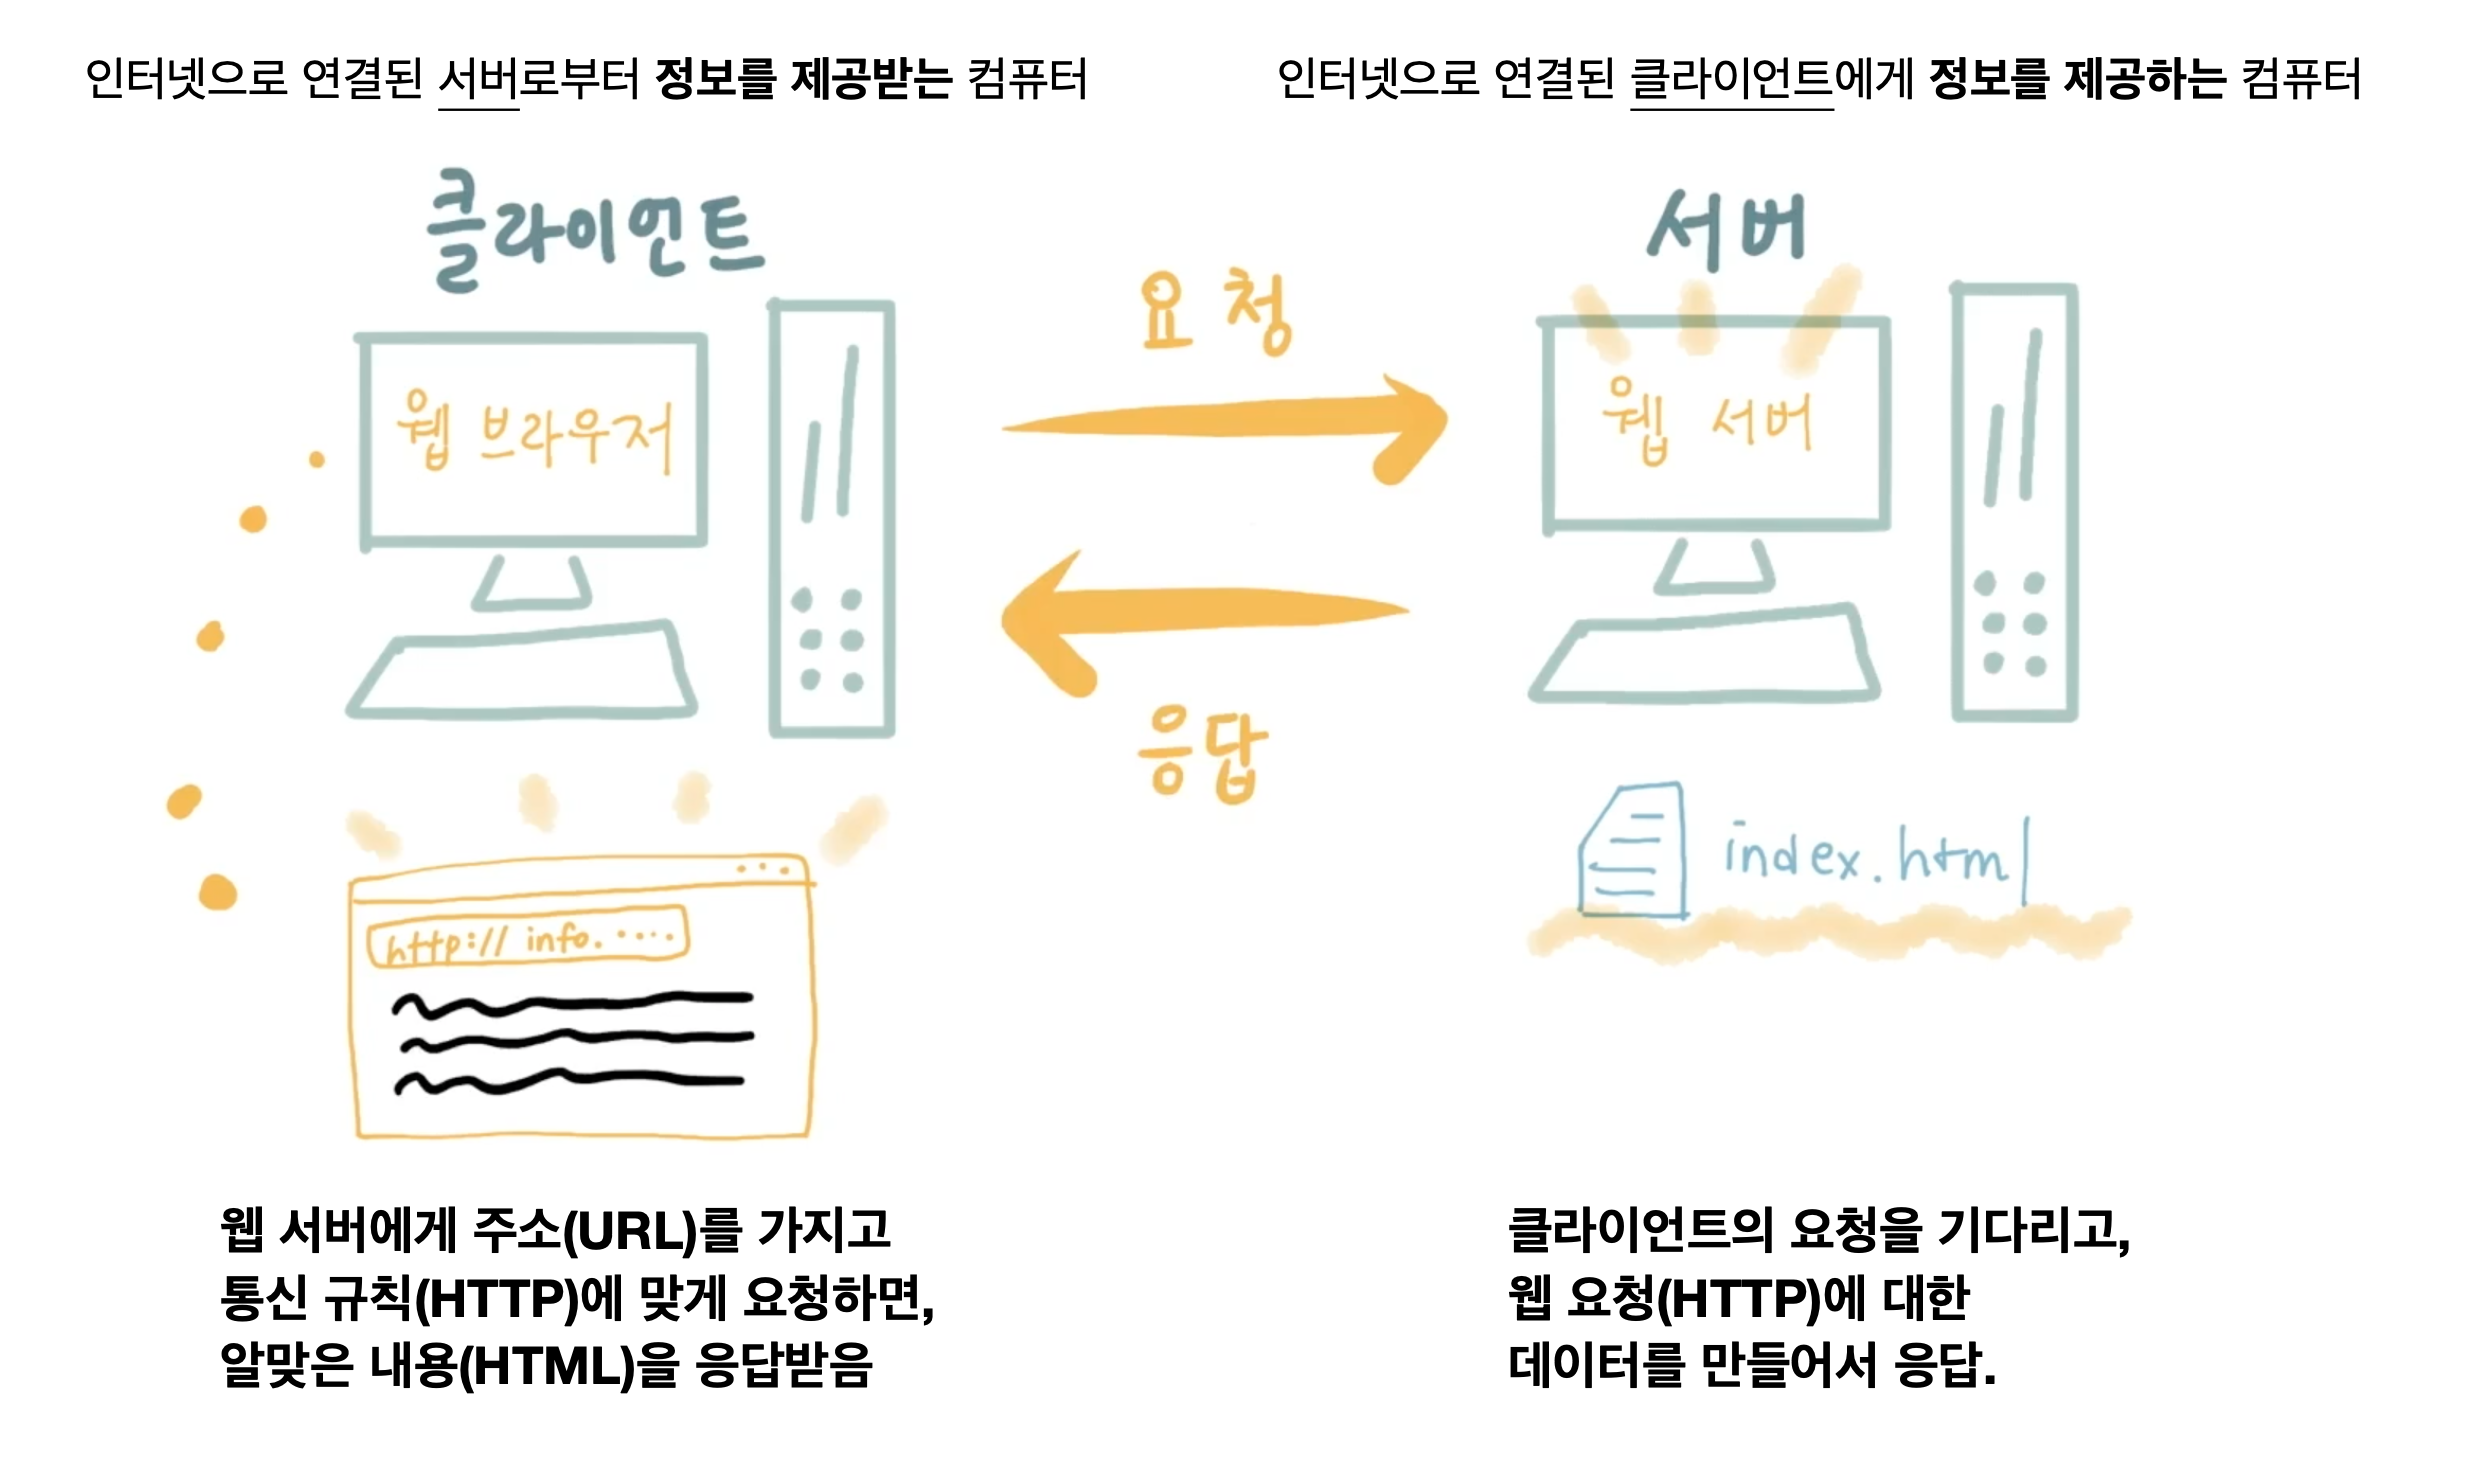 인터넷으로 연결된 서버로부터 정보를 제공받는 컴퓨터
인터넷으로 연결된 클라이언트에게 정보를 제공하는 컴퓨터
클라이언트
서버
요청
웹 브라우저
웹 서버
응답
index.html
http:// info. ....
웹 서버에게 주소(URL)를 가지고
통신 규칙(HTTP)에 맞게 요청하면,
알맞은 내용(HTML)을 응답받음
클라이언트의 요청을 기다리고,
웹 요청(HTTP)에 대한
데이터를 만들어서 응답.